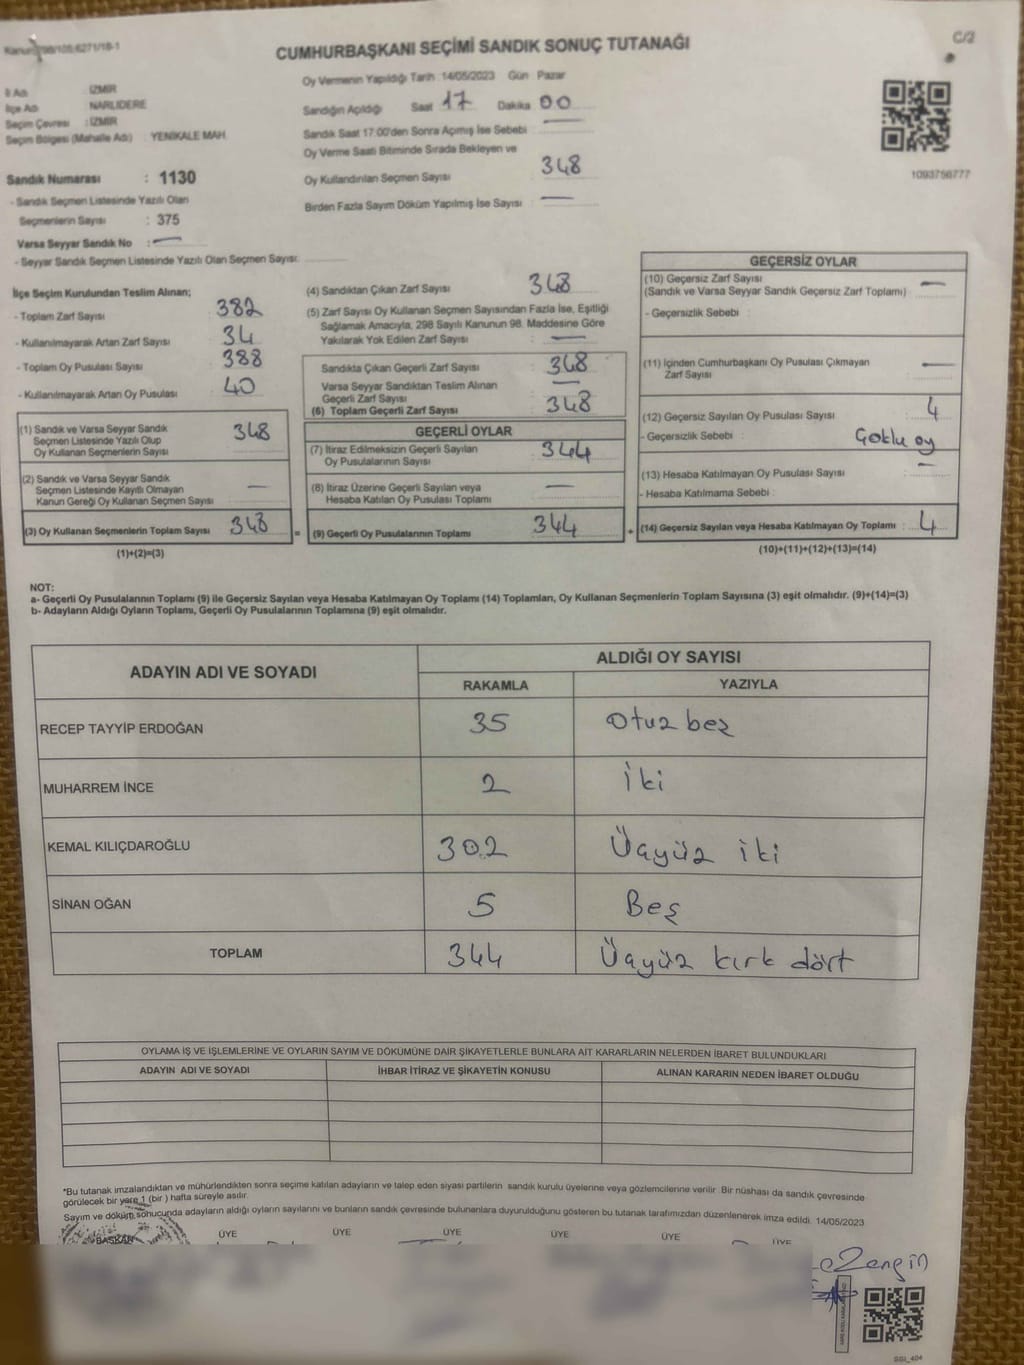 Kanun: 298/105,6271/18-1
C/2
CUMHURBAŞKANI SEÇİMİ SANDIK SONUÇ TUTANAĞI
İl Adı : İZMİR
İlçe Adı : NARLIDERE
Seçim Çevresi : İZMİR
Seçim Bölgesi (Mahalle Adı) : YENİKALE MAH.
Oy Vermenin Yapıldığı Tarih :14/05/2023 Gün Pazar
Sandığın Açıldığı Saat 17 Dakika 00
Sandık Saat 17:00'den Sonra Açımış İse Sebebi —
Oy Verme Saati Bitiminde Sırada Bekleyen ve
Oy Kullandırılan Seçmen Sayısı 348
Birden Fazla Sayım Döküm Yapılmış İse Sayısı —
1093756777
Sandık Numarası : 1130
- Sandık Seçmen Listesinde Yazılı Olan
Seçmenlerin Sayısı : 375
Varsa Seyyar Sandık No : —
- Seyyar Sandık Seçmen Listesinde Yazılı Olan Seçmen Sayısı:
İlçe Seçim Kurulundan Teslim Alınan;
- Toplam Zarf Sayısı 382
- Kullanılmayarak Artan Zarf Sayısı 34
- Toplam Oy Pusulası Sayısı 388
- Kullanılmayarak Artan Oy Pusulası 40
(1) Sandık ve Varsa Seyyar Sandık
Seçmen Listesinde Yazılı Olup
Oy Kullanan Seçmenlerin Sayısı 348
(2) Sandık ve Varsa Seyyar Sandık
Seçmen Listesinde Kayıtlı Olmayan
Kanun Gereği Oy Kullanan Seçmen Sayısı —
(3) Oy Kullanan Seçmenlerin Toplam Sayısı 348
(1)+(2)=(3)
(4) Sandıktan Çıkan Zarf Sayısı 348
(5) Zarf Sayısı Oy Kullanan Seçmen Sayısından Fazla İse, Eşitliği
Sağlamak Amacıyla, 298 Sayılı Kanunun 98. Maddesine Göre
Yakılarak Yok Edilen Zarf Sayısı —
Sandıkta Çıkan Geçerli Zarf Sayısı 348
Varsa Seyyar Sandıktan Teslim Alınan
Geçerli Zarf Sayısı —
(6) Toplam Geçerli Zarf Sayısı 348
GEÇERLİ OYLAR
(7) İtiraz Edilmeksizin Geçerli Sayılan
Oy Pusulalarının Sayısı 344
(8) İtiraz Üzerine Geçerli Sayılan veya
Hesaba Katılan Oy Pusulası Toplamı —
= (9) Geçerli Oy Pusulalarının Toplamı 344
GEÇERSİZ OYLAR
(10) Geçersiz Zarf Sayısı
(Sandık ve Varsa Seyyar Sandık Geçersiz Zarf Toplamı) —
- Geçersizlik Sebebi :
(11) İçinden Cumhurbaşkanı Oy Pusulası Çıkmayan
Zarf Sayısı —
(12) Geçersiz Sayılan Oy Pusulası Sayısı 4
- Geçersizlik Sebebi : Çoklu oy
(13) Hesaba Katılmayan Oy Pusulası Sayısı —
- Hesaba Katılmama Sebebi :
+ (14) Geçersiz Sayılan veya Hesaba Katılmayan Oy Toplamı : 4
(10)+(11)+(12)+(13)=(14)
NOT:
a- Geçerli Oy Pusulalarının Toplamı (9) ile Geçersiz Sayılan veya Hesaba Katılmayan Oy Toplamı (14) Toplamları, Oy Kullanan Seçmenlerin Toplam Sayısına (3) eşit olmalıdır. (9)+(14)=(3)
b- Adayların Aldığı Oyların Toplamı, Geçerli Oy Pusulalarının Toplamına (9) eşit olmalıdır.
ADAYIN ADI VE SOYADI
ALDIĞI OY SAYISI
RAKAMLA YAZIYLA
RECEP TAYYİP ERDOĞAN 35 Otuz beş
MUHARREM İNCE 2 İki
KEMAL KILIÇDAROĞLU 302 Üçyüz iki
SİNAN OĞAN 5 Beş
TOPLAM 344 Üçyüz kırk dört
OYLAMA İŞ VE İŞLEMLERİNE VE OYLARIN SAYIM VE DÖKÜMÜNE DAİR ŞİKAYETLERLE BUNLARA AİT KARARLARIN NELERDEN İBARET BULUNDUKLARI
ADAYIN ADI VE SOYADI İHBAR İTİRAZ VE ŞİKAYETİN KONUSU ALINAN KARARIN NEDEN İBARET OLDUĞU
*Bu tutanak imzalandıktan ve mühürlendikten sonra seçime katılan adayların ve talep eden siyasi partilerin sandık kurulu üyelerine veya gözlemcilerine verilir. Bir nüshası da sandık çevresinde
görülecek bir yere 1 (bir ) hafta süreyle asılır.
Sayım ve döküm sonucunda adayların aldığı oyların sayılarını ve bunların sandık çevresinde bulunanlara duyurulduğunu gösteren bu tutanak tarafımızdan düzenlenerek imza edildi. 14/05/2023
BAŞKAN ÜYE ÜYE ÜYE ÜYE ÜYE ÜYE
Zengin
SGI_404